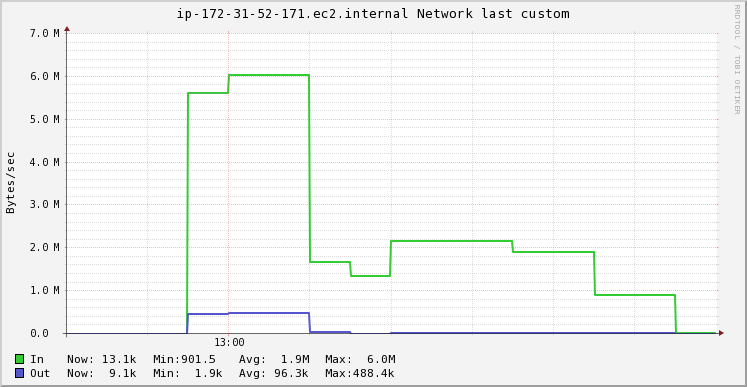 ip-172-31-52-171.ec2.internal Network last custom
RRDTOOL / TOBI OETIKER
Bytes/sec
7.0 M
6.0 M
5.0 M
4.0 M
3.0 M
2.0 M
1.0 M
0.0
13:00
In Now: 13.1k Min:901.5 Avg: 1.9M Max: 6.0M
Out Now: 9.1k Min: 1.9k Avg: 96.3k Max:488.4k